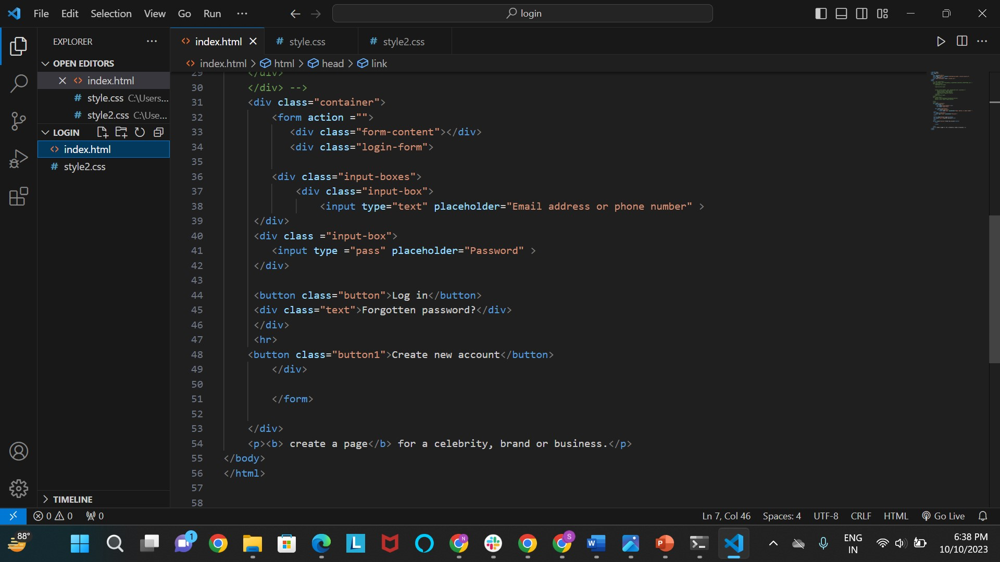 File Edit Selection View Go Run ··· login
EXPLORER ···
index.html
# style.css
# style2.css
OPEN EDITORS
index.html > html > head > link
index.html
# style.css C:\Users...
# style2.css C:\Use...
LOGIN
index.html
# style2.css
TIMELINE
29 </div>
30 </div> -->
31 <div class="container">
32 <form action ="">
33 <div class="form-content"></div>
34 <div class="login-form">
35
36 <div class="input-boxes">
37 <div class="input-box">
38 <input type="text" placeholder="Email address or phone number" >
39 </div>
40 <div class ="input-box">
41 <input type ="pass" placeholder="Password" >
42 </div>
43
44 <button class="button">Log in</button>
45 <div class="text">Forgotten password?</div>
46 </div>
47 <hr>
48 <button class="button1">Create new account</button>
49 </div>
50
51 </form>
52
53 </div>
54 <p><b> create a page</b> for a celebrity, brand or business.</p>
55 </body>
56 </html>
57
58
0 0 0 Ln 7, Col 46 Spaces: 4 UTF-8 CRLF HTML Go Live
88° 1 L N S W P ENG IN 6:38 PM
10/10/2023